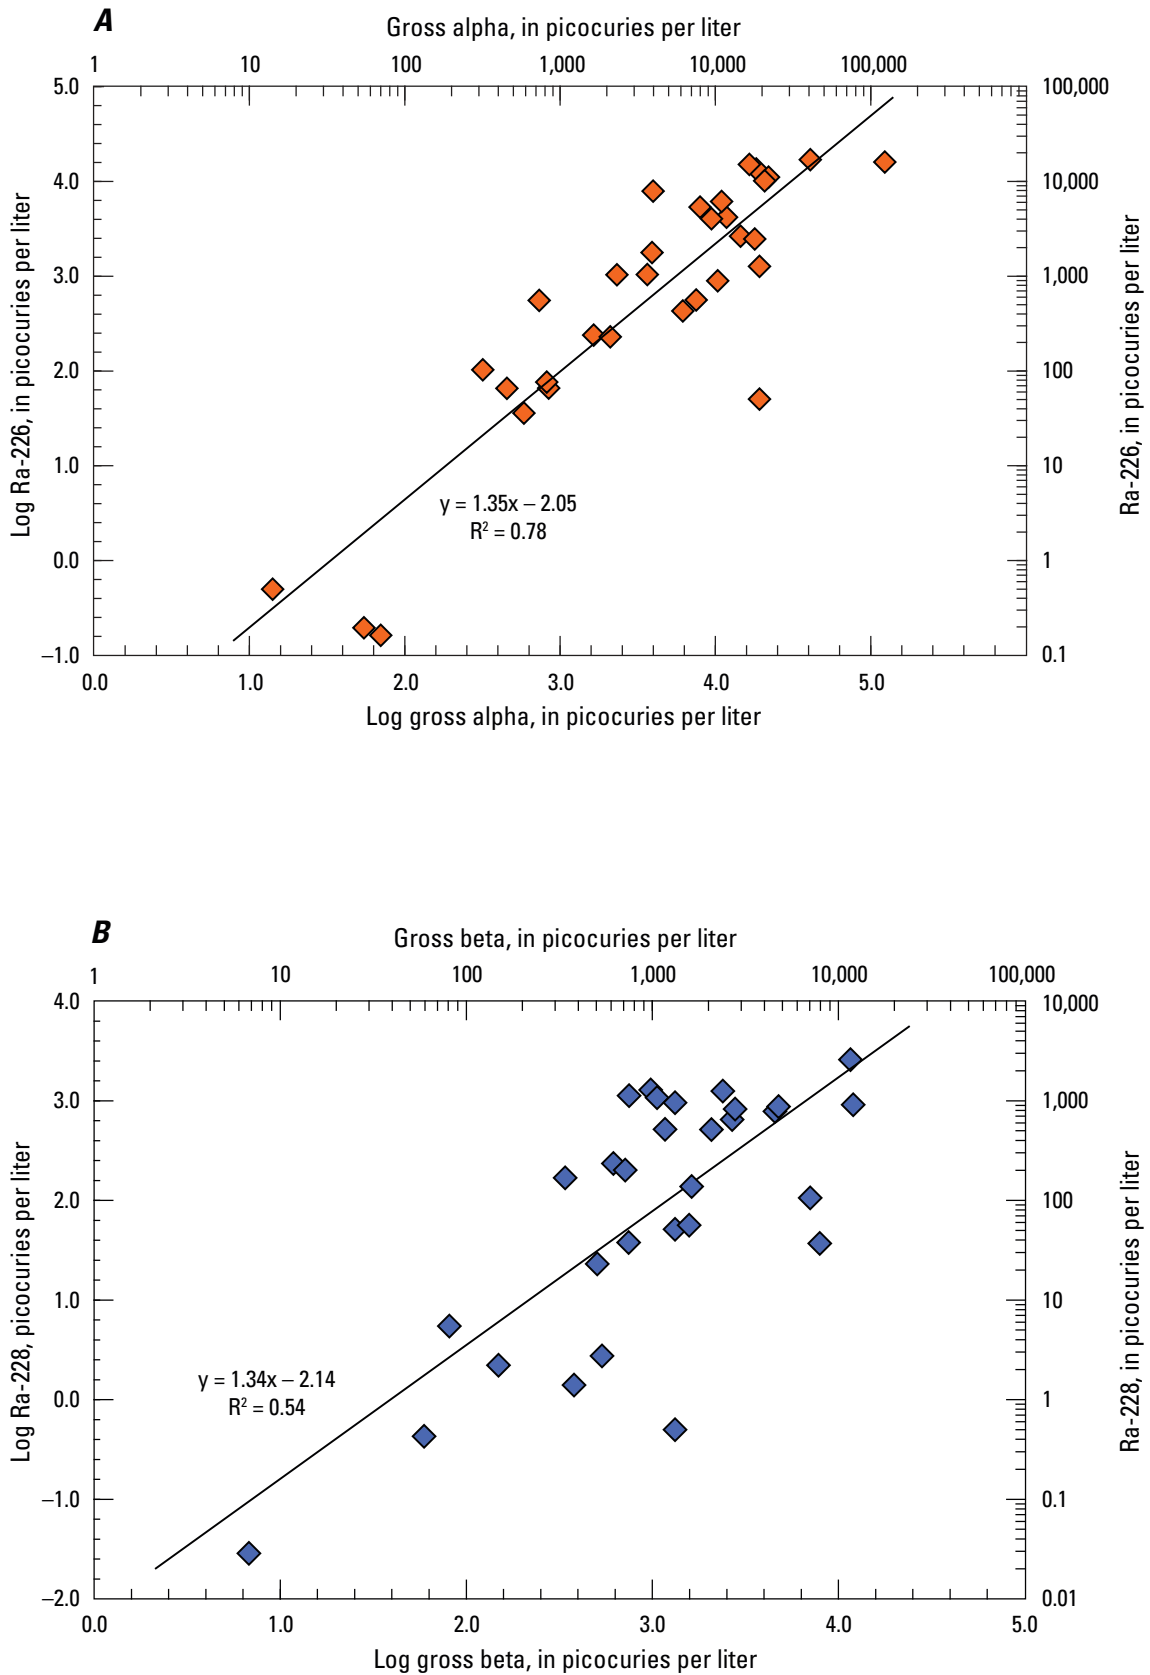 A
Gross alpha, in picocuries per liter
1 10 100 1,000 10,000 100,000
5.0 100,000
4.0 10,000
3.0 1,000
2.0 100
1.0 10
0.0 1
–1.0 0.1
Log Ra-226, in picocuries per liter
Ra-226, in picocuries per liter
y = 1.35x – 2.05
R² = 0.78
0.0 1.0 2.0 3.0 4.0 5.0
Log gross alpha, in picocuries per liter
B
Gross beta, in picocuries per liter
1 10 100 1,000 10,000 100,000
4.0 10,000
3.0 1,000
2.0 100
1.0 10
0.0 1
–1.0 0.1
–2.0 0.01
Log Ra-228, picocuries per liter
Ra-228, in picocuries per liter
y = 1.34x – 2.14
R² = 0.54
0.0 1.0 2.0 3.0 4.0 5.0
Log gross beta, in picocuries per liter